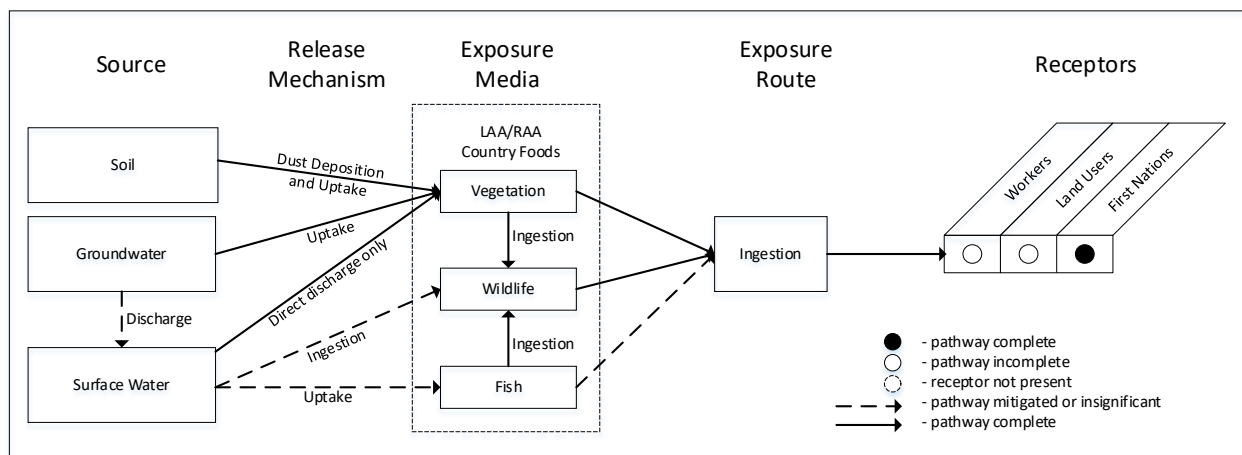 Source
Release
Mechanism
Exposure
Media
Exposure
Route
Receptors
LAA/RAA
Country Foods
Soil
Dust Deposition
and Uptake
Vegetation
Workers
Land Users
First Nations
Groundwater
Uptake
Ingestion
Direct discharge only
Ingestion
Wildlife
Discharge
Ingestion
Ingestion
Surface Water
Uptake
Fish
- pathway complete
- pathway incomplete
- receptor not present
- pathway mitigated or insignificant
- pathway complete